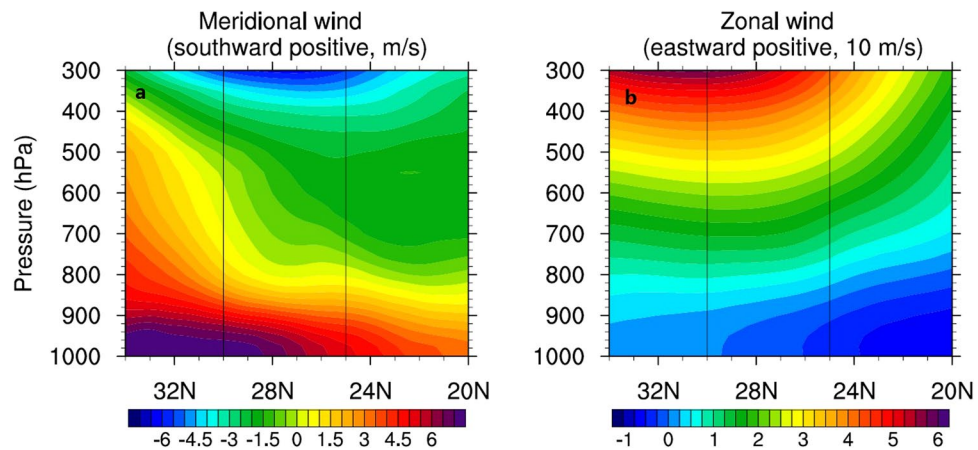 Meridional wind
(southward positive, m/s)
Zonal wind
(eastward positive, 10 m/s)
Pressure (hPa)
a
300
400
500
600
700
800
900
1000
32N 28N 24N 20N
-6 -4.5 -3 -1.5 0 1.5 3 4.5 6
b
300
400
500
600
700
800
900
1000
32N 28N 24N 20N
-1 0 1 2 3 4 5 6